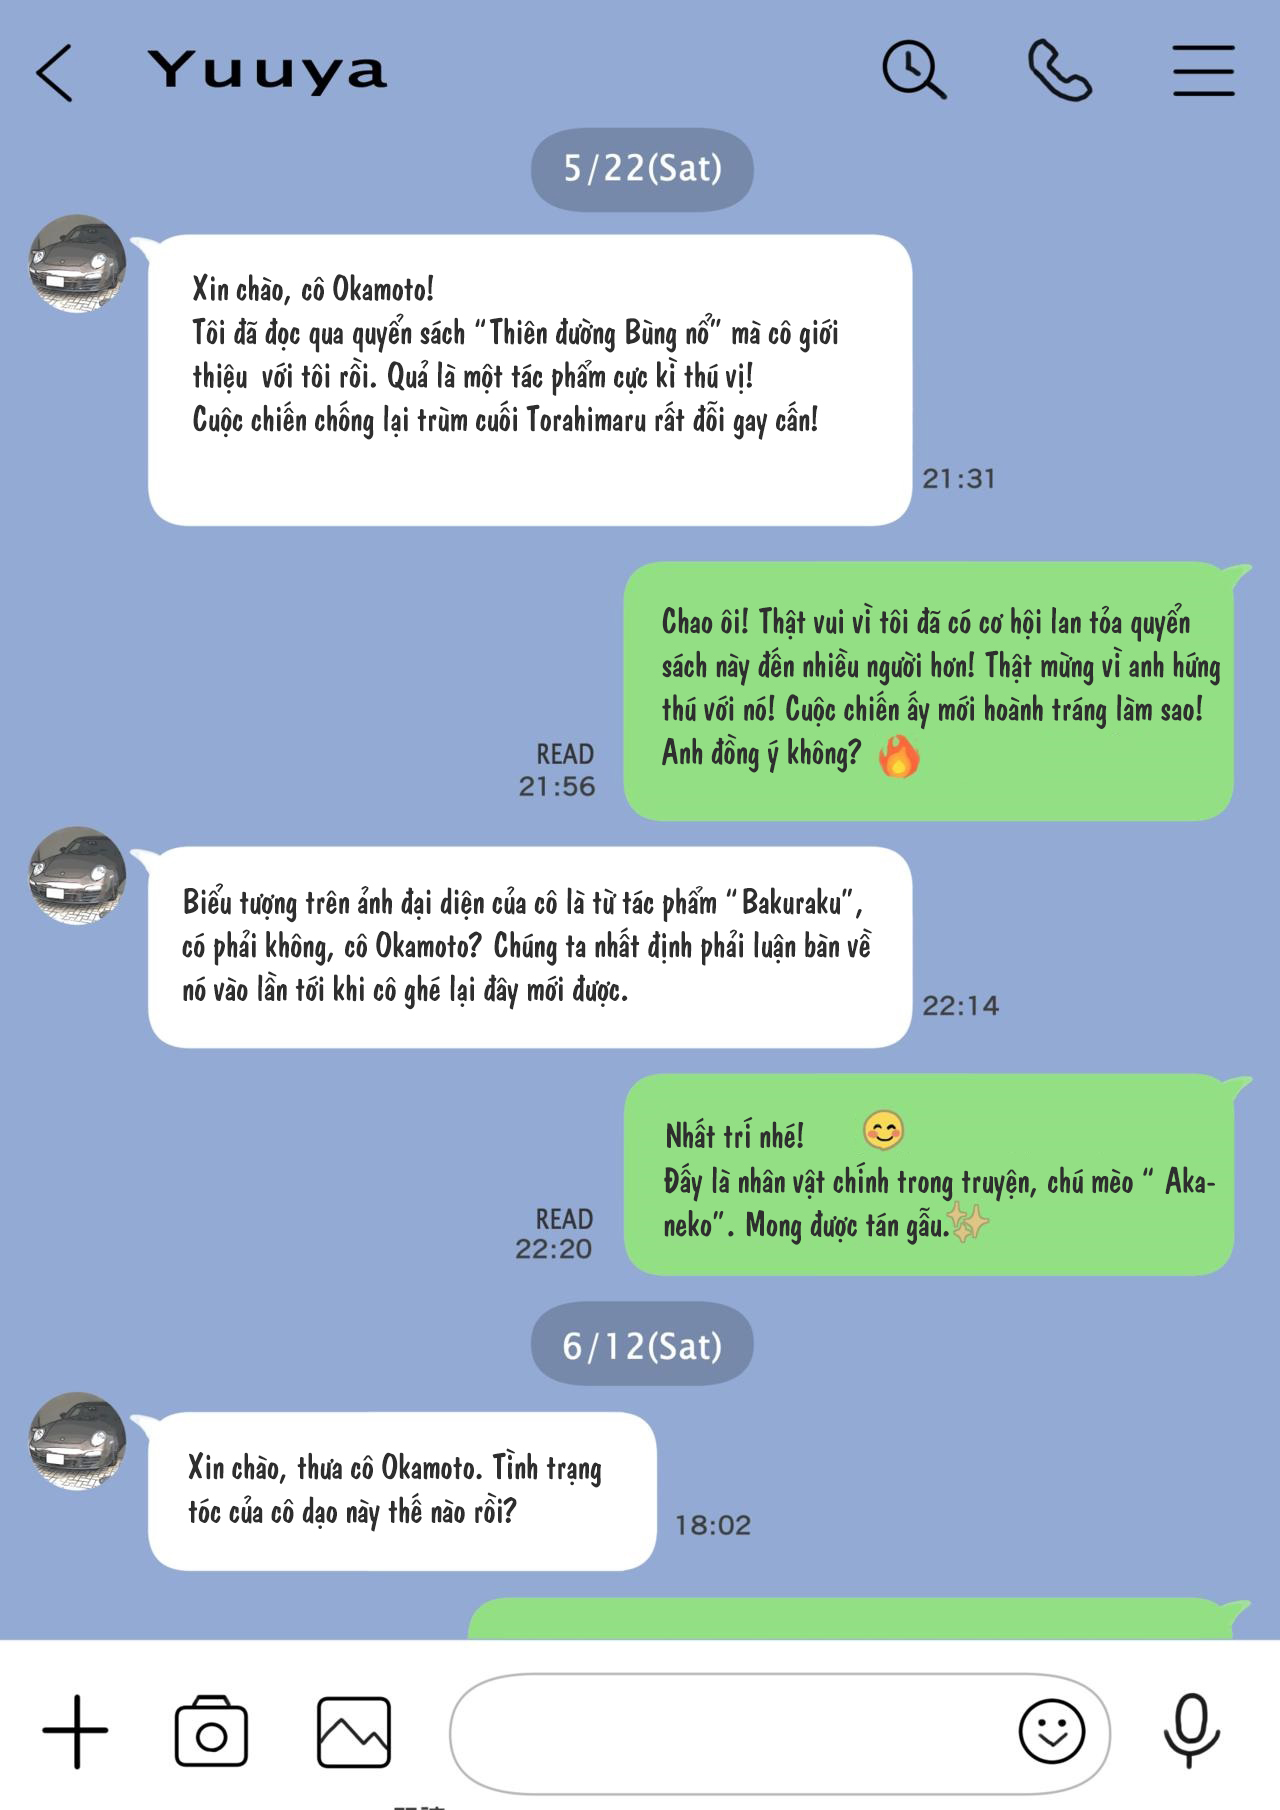 Yuuya
5/22(Sat)
Xin chào, cô Okamoto!
Tôi đã đọc qua quyển sách “Thiên đường Bùng nổ” mà cô giới
thiệu với tôi rồi. Quả là một tác phẩm cực kì thú vị!
Cuộc chiến chống lại trùm cuối Torahimaru rất đỗi gay cấn!
21:31
Chao ôi! Thật vui vì tôi đã có cơ hội lan tỏa quyển
sách này đến nhiều người hơn! Thật mừng vì anh hứng
thú với nó! Cuộc chiến ấy mới hoành tráng làm sao!
Anh đồng ý không? 🔥
READ
21:56
Biểu tượng trên ảnh đại diện của cô là từ tác phẩm “Bakuraku”,
có phải không, cô Okamoto? Chúng ta nhất định phải luận bàn về
nó vào lần tới khi cô ghé lại đây mới được.
22:14
Nhất trí nhé! 😊
Đấy là nhân vật chính trong truyện, chú mèo “ Aka-
neko”. Mong được tán gẫu.✨
READ
22:20
6/12(Sat)
Xin chào, thưa cô Okamoto. Tình trạng
tóc của cô dạo này thế nào rồi?
18:02